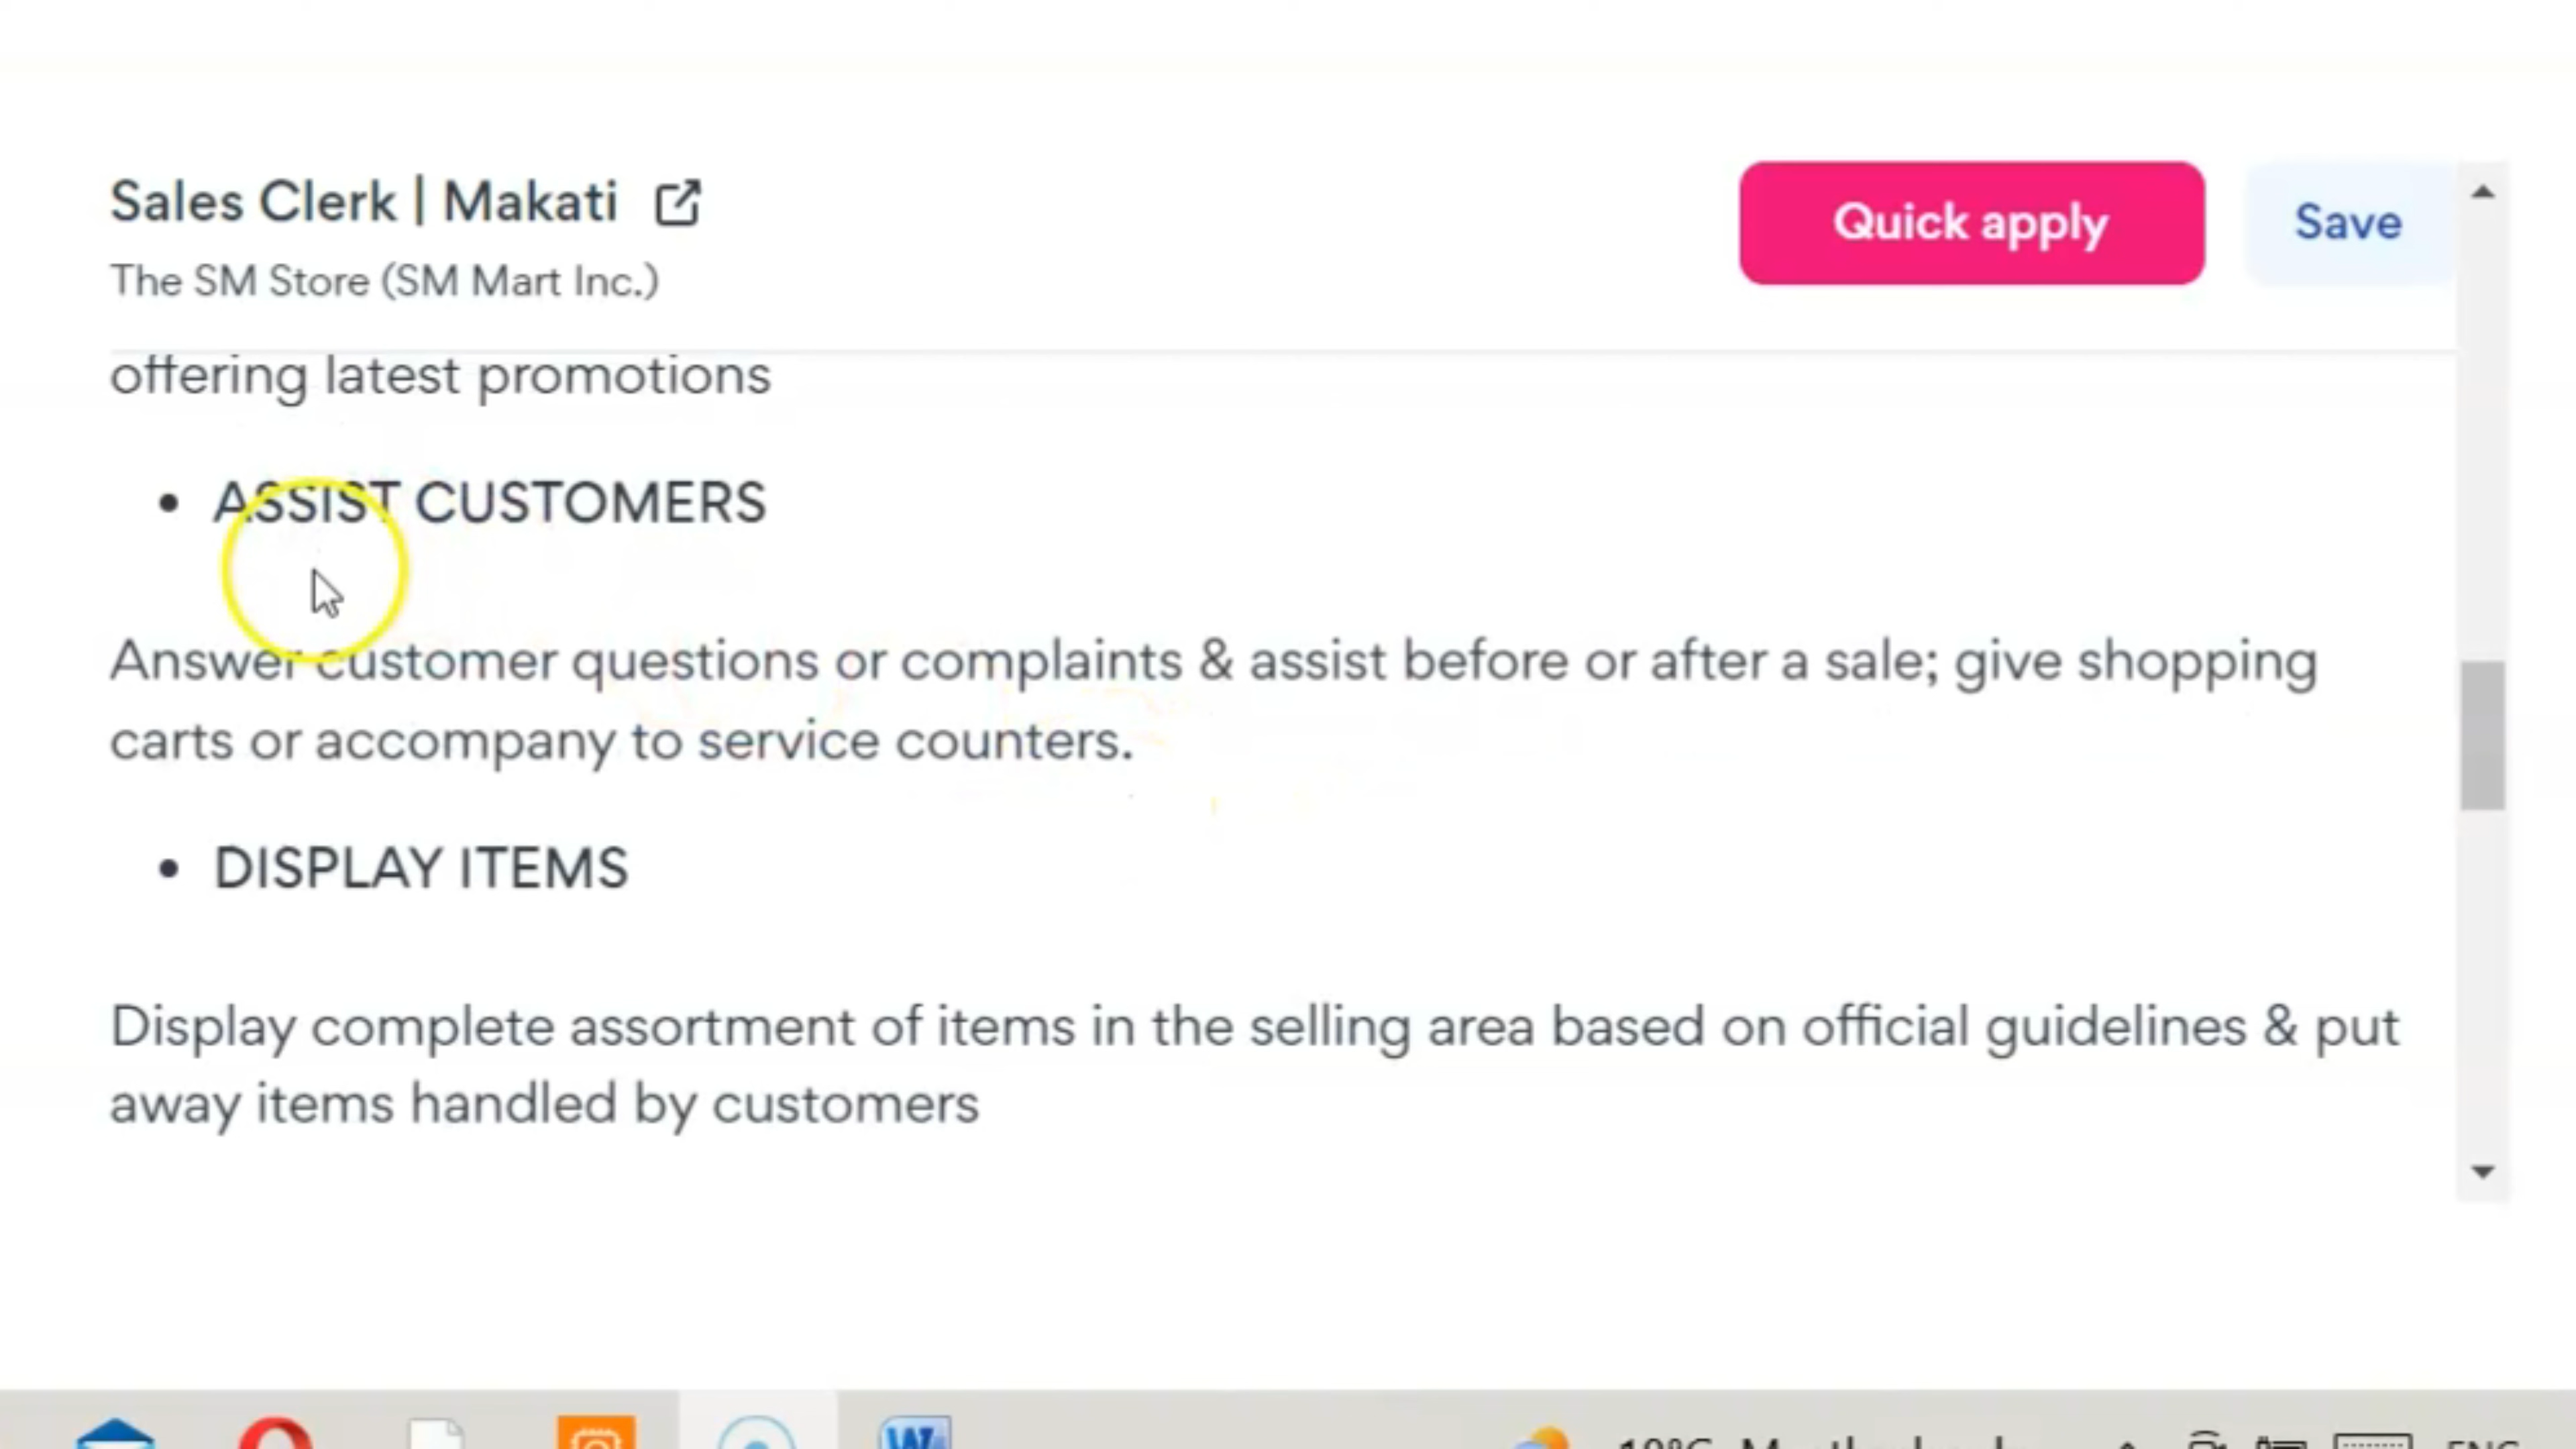 Sales Clerk | Makati
Quick apply
Save
The SM Store (SM Mart Inc.)
offering latest promotions
• ASSIST CUSTOMERS
Answer customer questions or complaints & assist before or after a sale; give shopping
carts or accompany to service counters.
• DISPLAY ITEMS
Display complete assortment of items in the selling area based on official guidelines & put
away items handled by customers
W
ENG